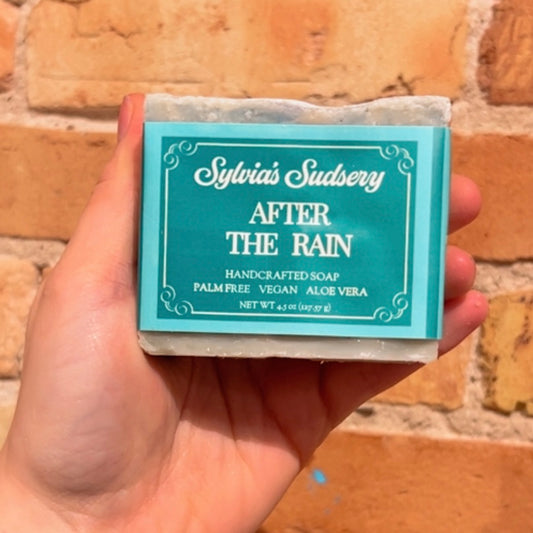 Sylvia's Sudsery
AFTER
THE RAIN
HANDCRAFTED SOAP
PALM FREE VEGAN ALOE VERA
NET WT 4.5 oz (127.57 g)